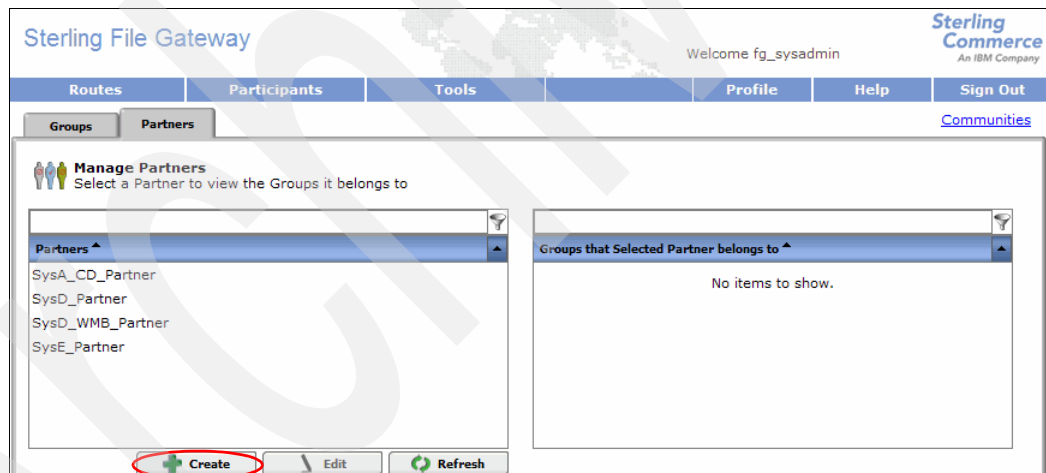 Sterling File Gateway
Welcome fg_sysadmin
Sterling
Commerce
An IBM Company
Routes Participants Tools Profile Help Sign Out
Groups Partners Communities
Manage Partners
Select a Partner to view the Groups it belongs to
Partners Groups that Selected Partner belongs to
SysA_CD_Partner
SysD_Partner
SysD_WMB_Partner
SysE_Partner
No items to show.
Create Edit Refresh